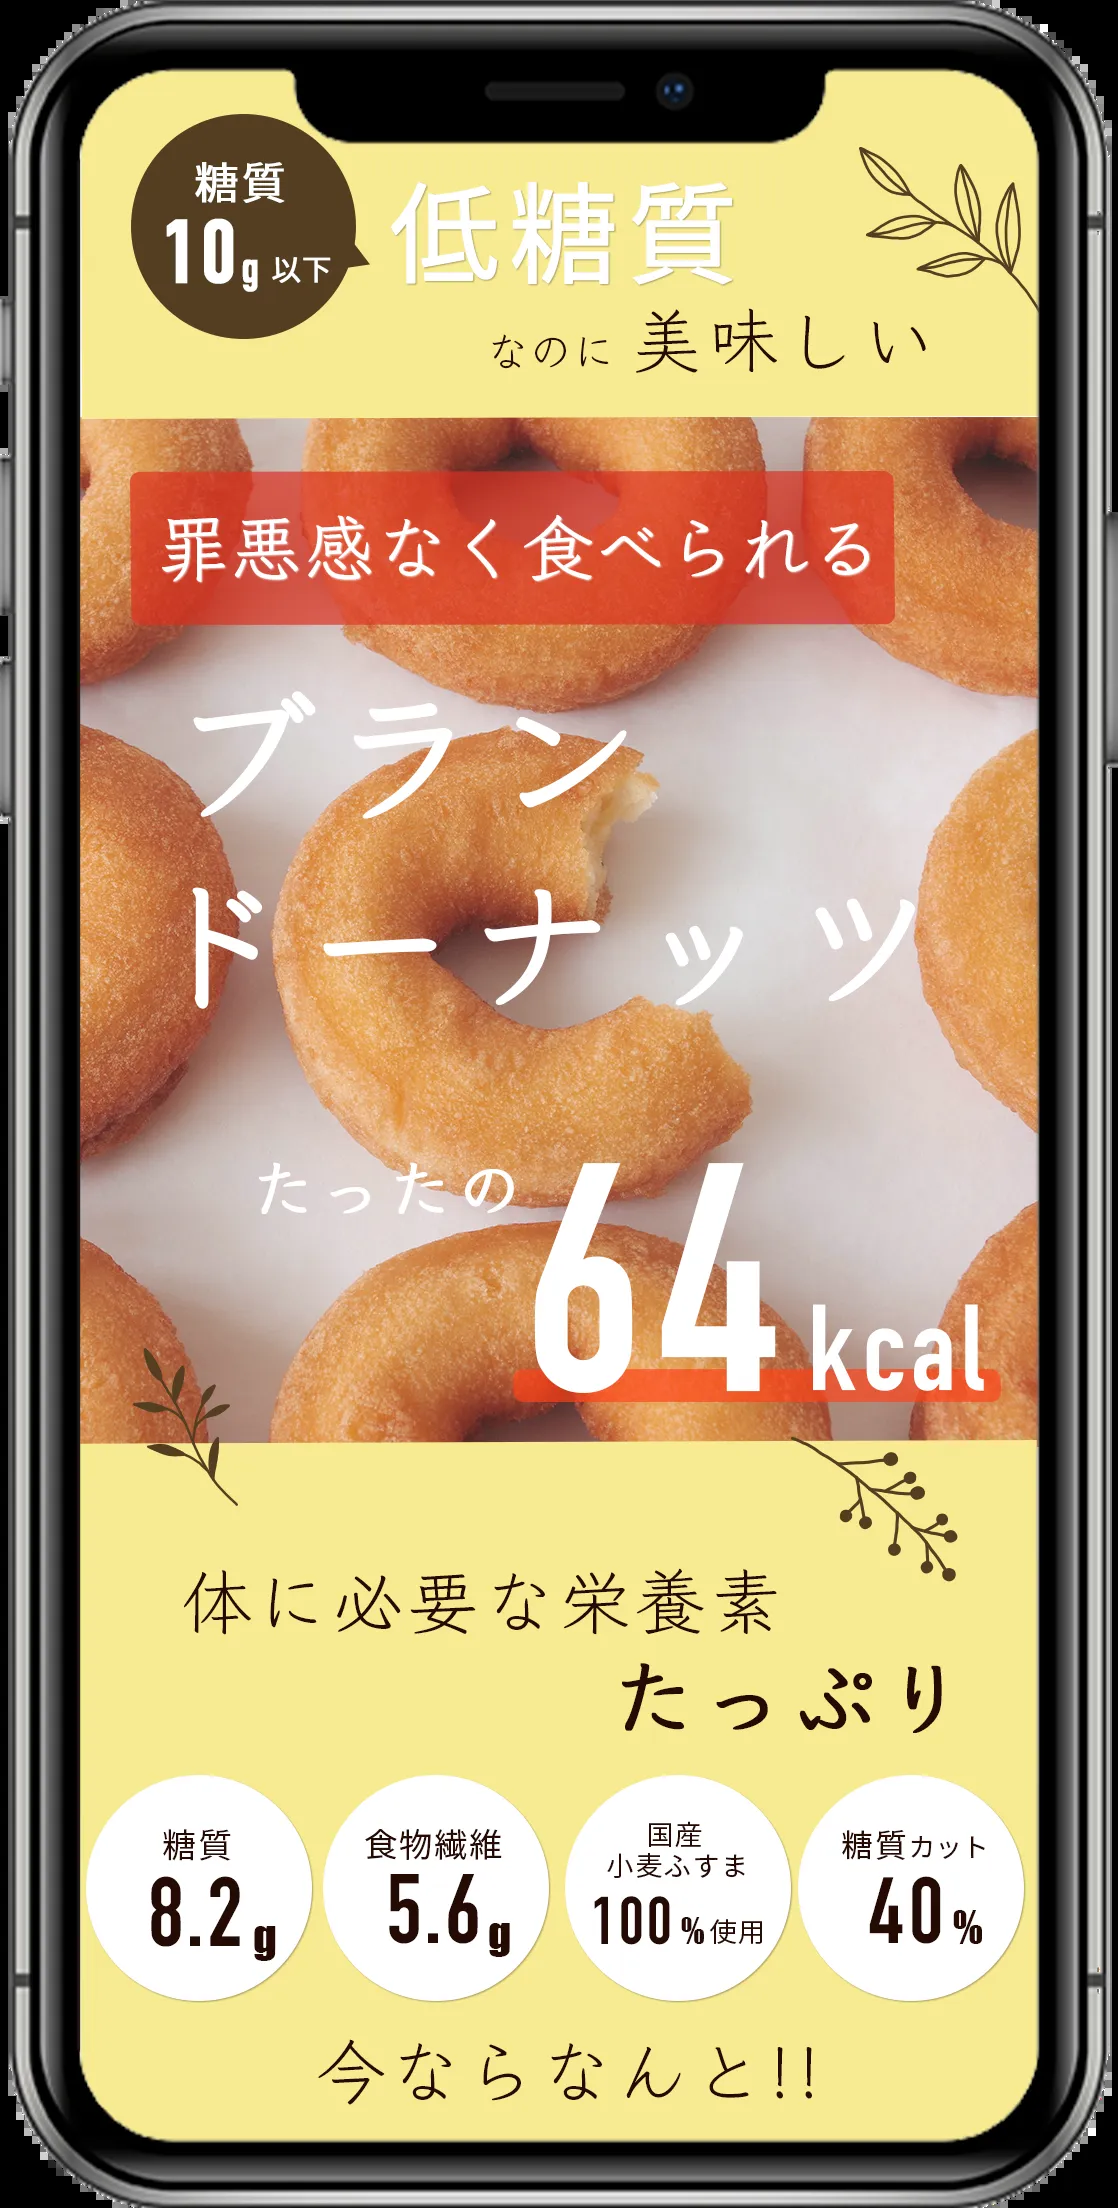 糖質
10g 以下
低糖質
なのに 美味しい
罪悪感なく食べられる
ブラン
ドーナッツ
たったの 64 kcal
体に必要な栄養素
たっぷり
糖質
8.2g
食物繊維
5.6g
国産
小麦ふすま
100%使用
糖質カット
40%
今ならなんと!!